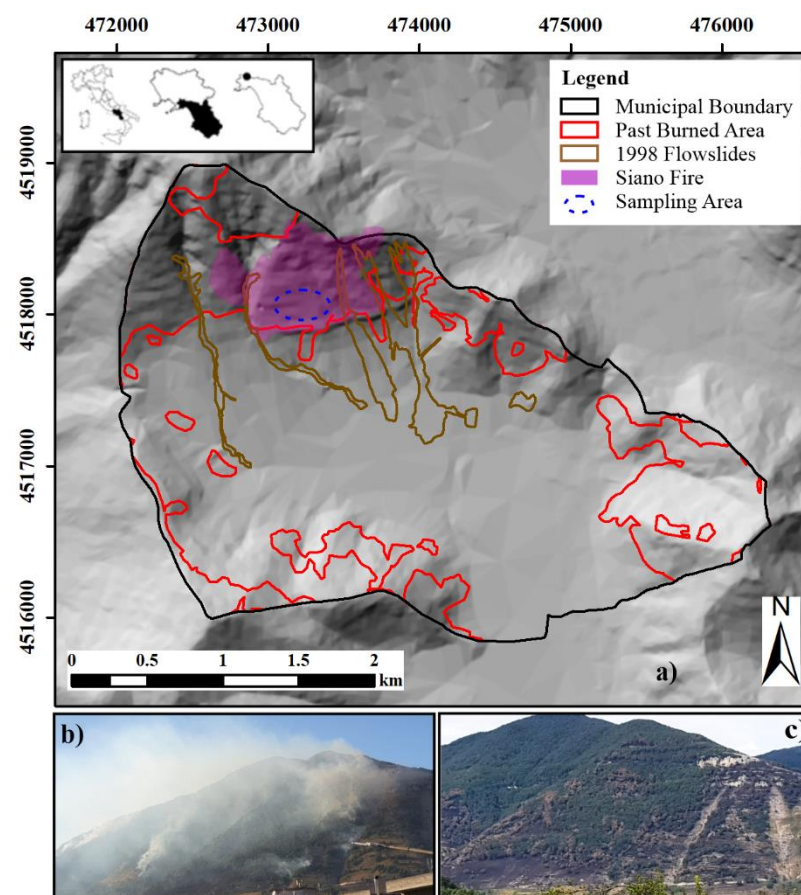 472000 473000 474000 475000 476000
Legend
Municipal Boundary
Past Burned Area
1998 Flowslides
Siano Fire
Sampling Area
4519000
4518000
4517000
4516000
N
0 0.5 1 1.5 2
km
a)
b)
c)